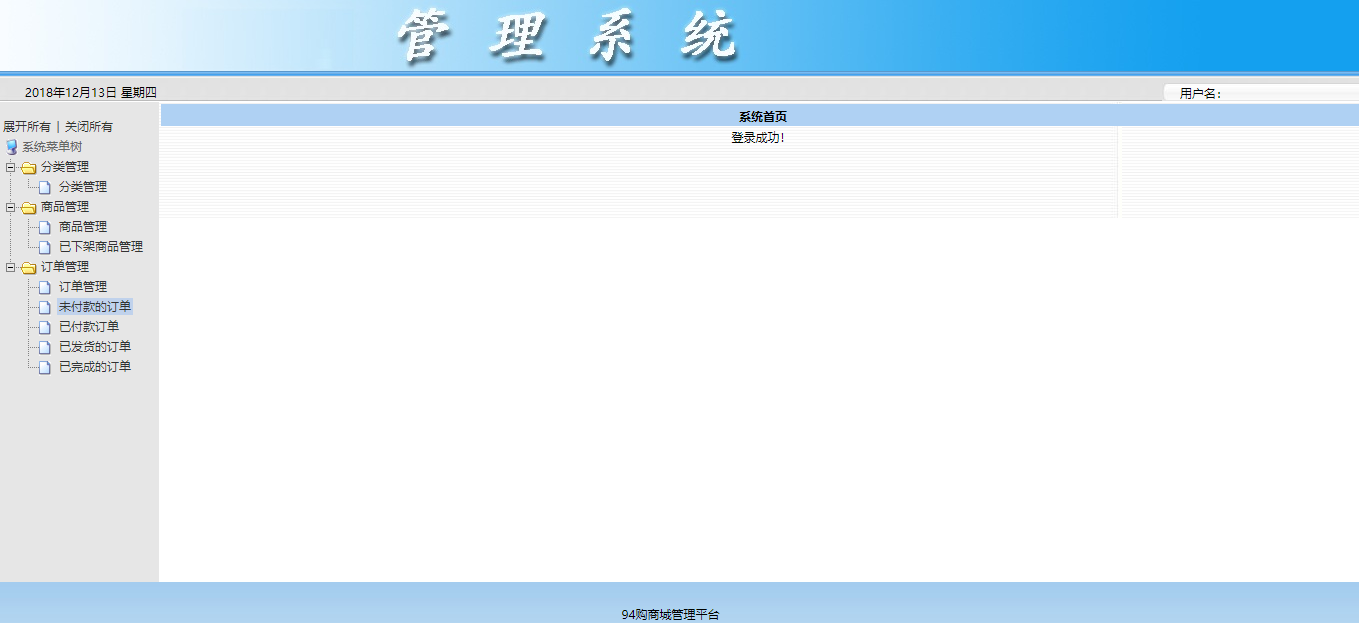 管理系统
2018年12月13日 星期四
用户名：
展开所有 | 关闭所有
系统菜单树
分类管理
分类管理
商品管理
商品管理
已下架商品管理
订单管理
订单管理
未付款的订单
已付款订单
已发货的订单
已完成的订单
系统首页
登录成功！
94购商城管理平台